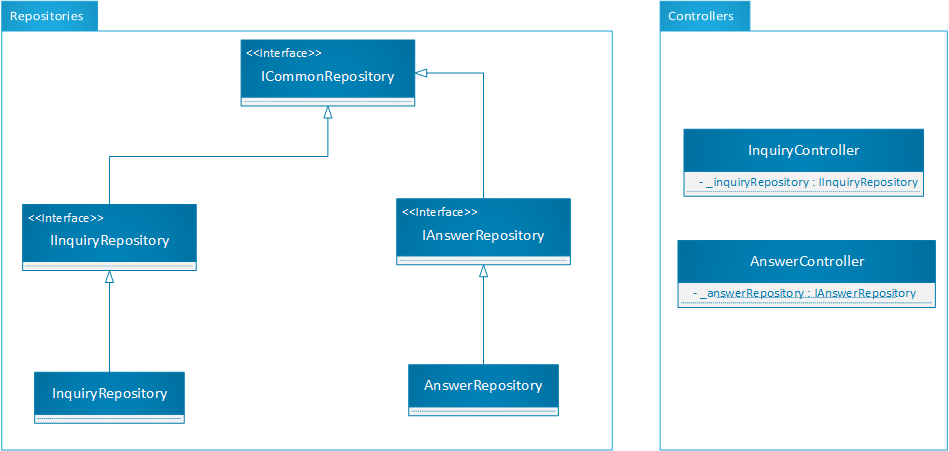 Repositories
Controllers
<<Interface>>
ICommonRepository
<<Interface>>
IInquiryRepository
<<Interface>>
IAnswerRepository
InquiryRepository
AnswerRepository
InquiryController
- _inquiryRepository : IInquiryRepository
AnswerController
- _answerRepository : IAnswerRepository